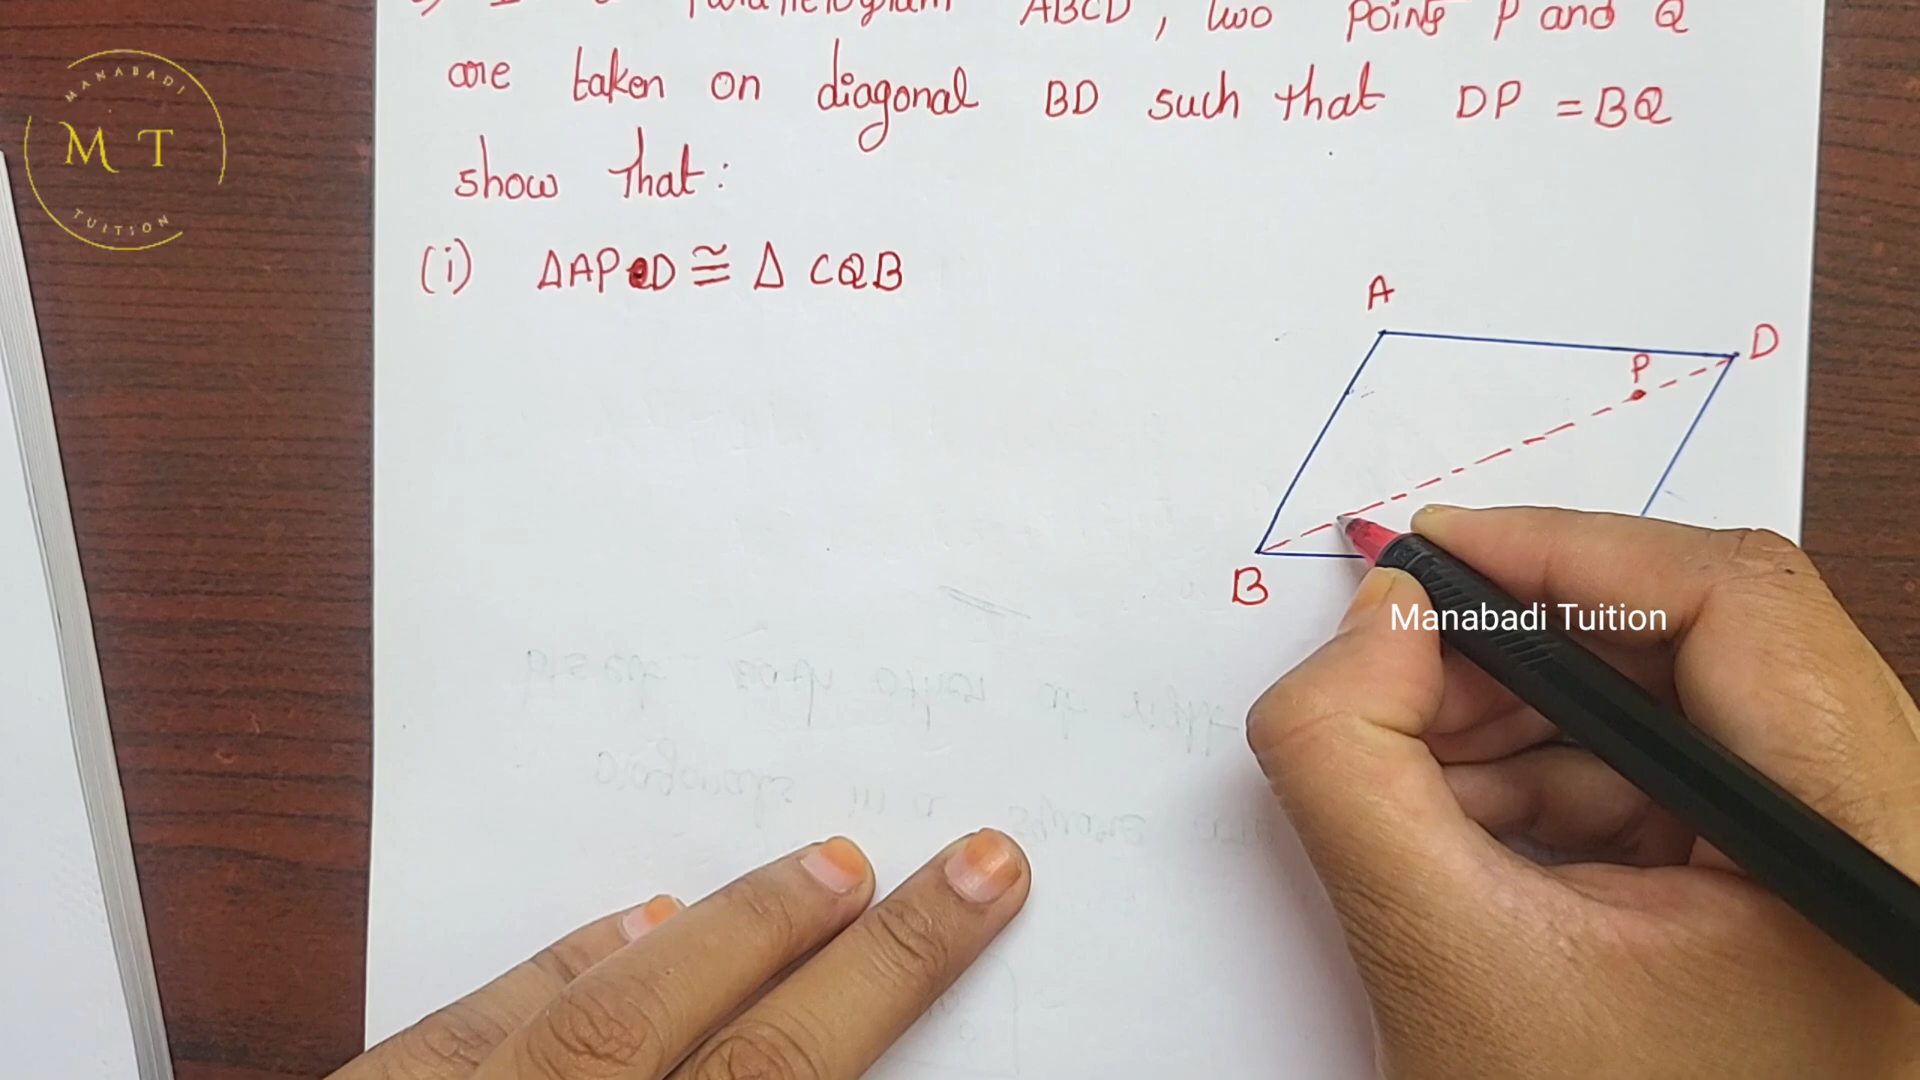 Parallelogram ABCD, two points P and Q
are taken on diagonal BD such that DP = BQ
show that:
(i) ΔAPD ≅ Δ CQB
A
D
P
B
MANABADI
M T
TUITION
Manabadi Tuition